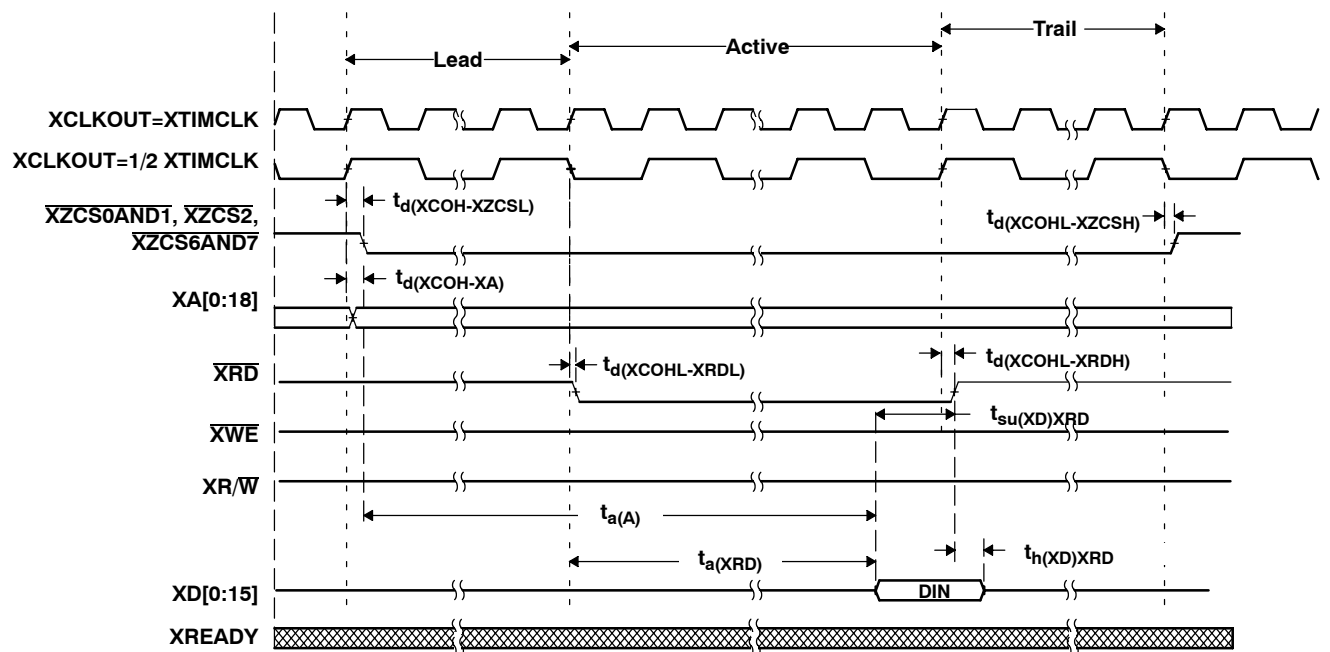 Trail
Active
Lead
XCLKOUT=XTIMCLK
XCLKOUT=1/2 XTIMCLK
td(XCOH-XZCSL)
XZCS0AND1, XZCS2,
XZCS6AND7
td(XCOHL-XZCSH)
td(XCOH-XA)
XA[0:18]
XRD
td(XCOHL-XRDL)
td(XCOHL-XRDH)
tsu(XD)XRD
XWE
XR/W
ta(A)
ta(XRD)
th(XD)XRD
XD[0:15]
DIN
XREADY